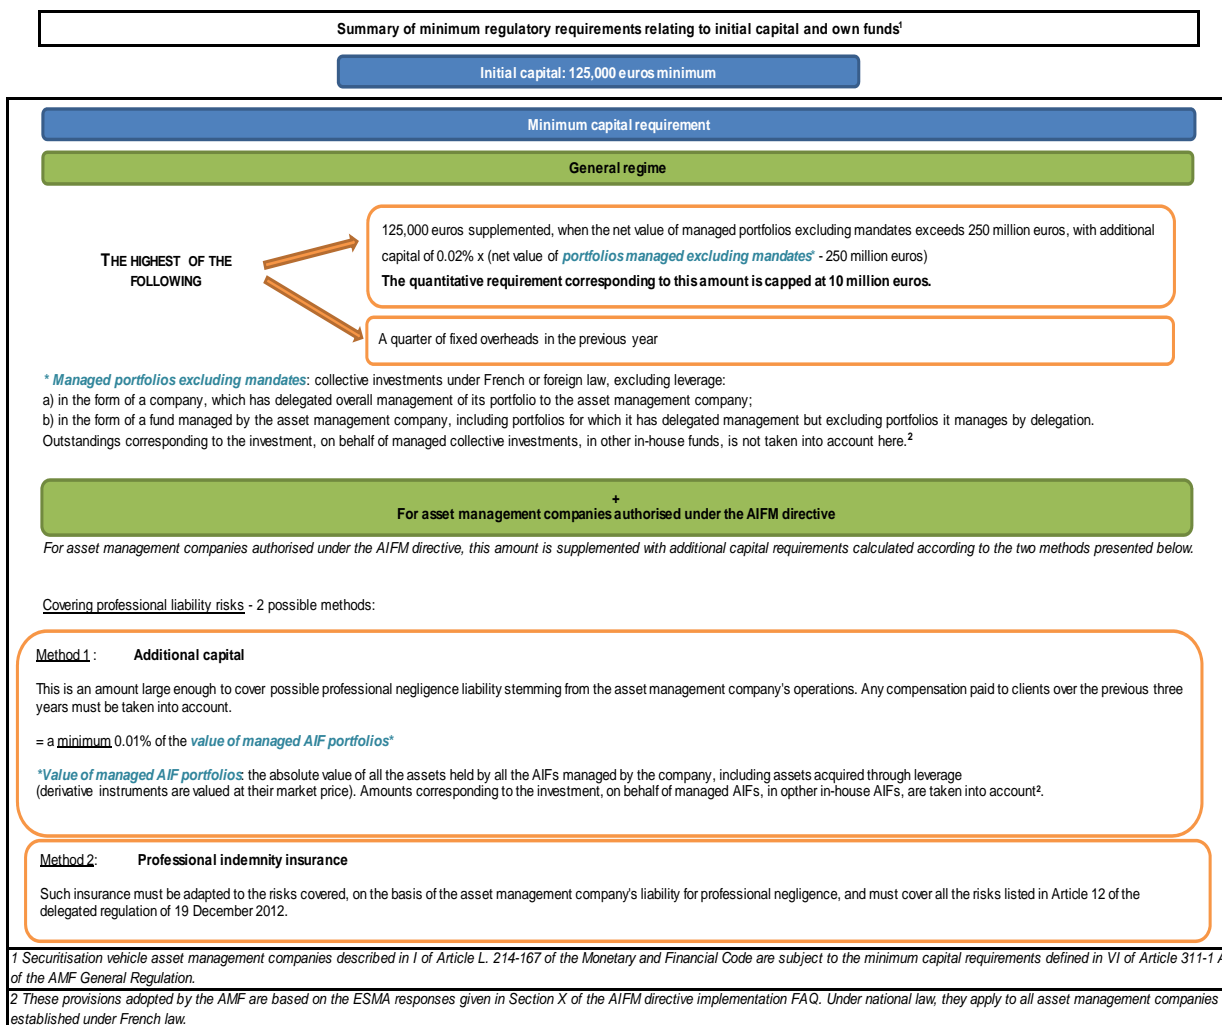 Summary of minimum regulatory requirements relating to initial capital and own funds¹
Initial capital: 125,000 euros minimum
Minimum capital requirement
General regime
THE HIGHEST OF THE
FOLLOWING
125,000 euros supplemented, when the net value of managed portfolios excluding mandates exceeds 250 million euros, with additional
capital of 0.02% x (net value of portfolios managed excluding mandates* - 250 million euros)
The quantitative requirement corresponding to this amount is capped at 10 million euros.
A quarter of fixed overheads in the previous year
* Managed portfolios excluding mandates: collective investments under French or foreign law, excluding leverage:
a) in the form of a company, which has delegated overall management of its portfolio to the asset management company;
b) in the form of a fund managed by the asset management company, including portfolios for which it has delegated management but excluding portfolios it manages by delegation.
Outstandings corresponding to the investment, on behalf of managed collective investments, in other in-house funds, is not taken into account here.²
+
For asset management companies authorised under the AIFM directive
For asset management companies authorised under the AIFM directive, this amount is supplemented with additional capital requirements calculated according to the two methods presented below.
Covering professional liability risks - 2 possible methods:
Method 1 : Additional capital
This is an amount large enough to cover possible professional negligence liability stemming from the asset management company's operations. Any compensation paid to clients over the previous three
years must be taken into account.
= a minimum 0.01% of the value of managed AIF portfolios*
*Value of managed AIF portfolios: the absolute value of all the assets held by all the AIFs managed by the company, including assets acquired through leverage
(derivative instruments are valued at their market price). Amounts corresponding to the investment, on behalf of managed AIFs, in opther in-house AIFs, are taken into account².
Method 2: Professional indemnity insurance
Such insurance must be adapted to the risks covered, on the basis of the asset management company's liability for professional negligence, and must cover all the risks listed in Article 12 of the
delegated regulation of 19 December 2012.
1 Securitisation vehicle asset management companies described in I of Article L. 214-167 of the Monetary and Financial Code are subject to the minimum capital requirements defined in VI of Article 311-1 A
of the AMF General Regulation.
2 These provisions adopted by the AMF are based on the ESMA responses given in Section X of the AIFM directive implementation FAQ. Under national law, they apply to all asset management companies
established under French law.